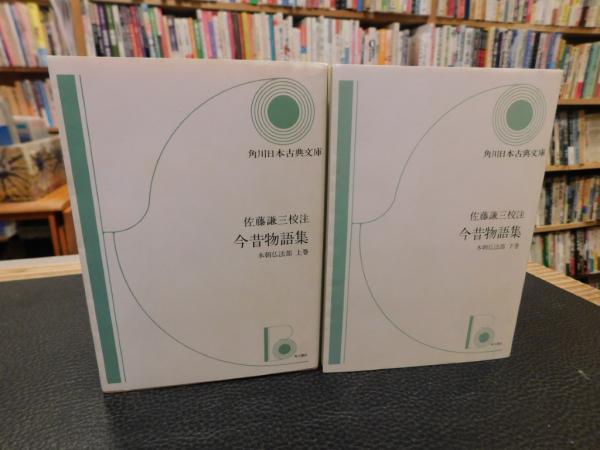 角川日本古典文庫
佐藤謙三校注
今昔物語集
本朝仏法部 上巻
角川日本古典文庫
佐藤謙三校注
今昔物語集
本朝仏法部 下巻